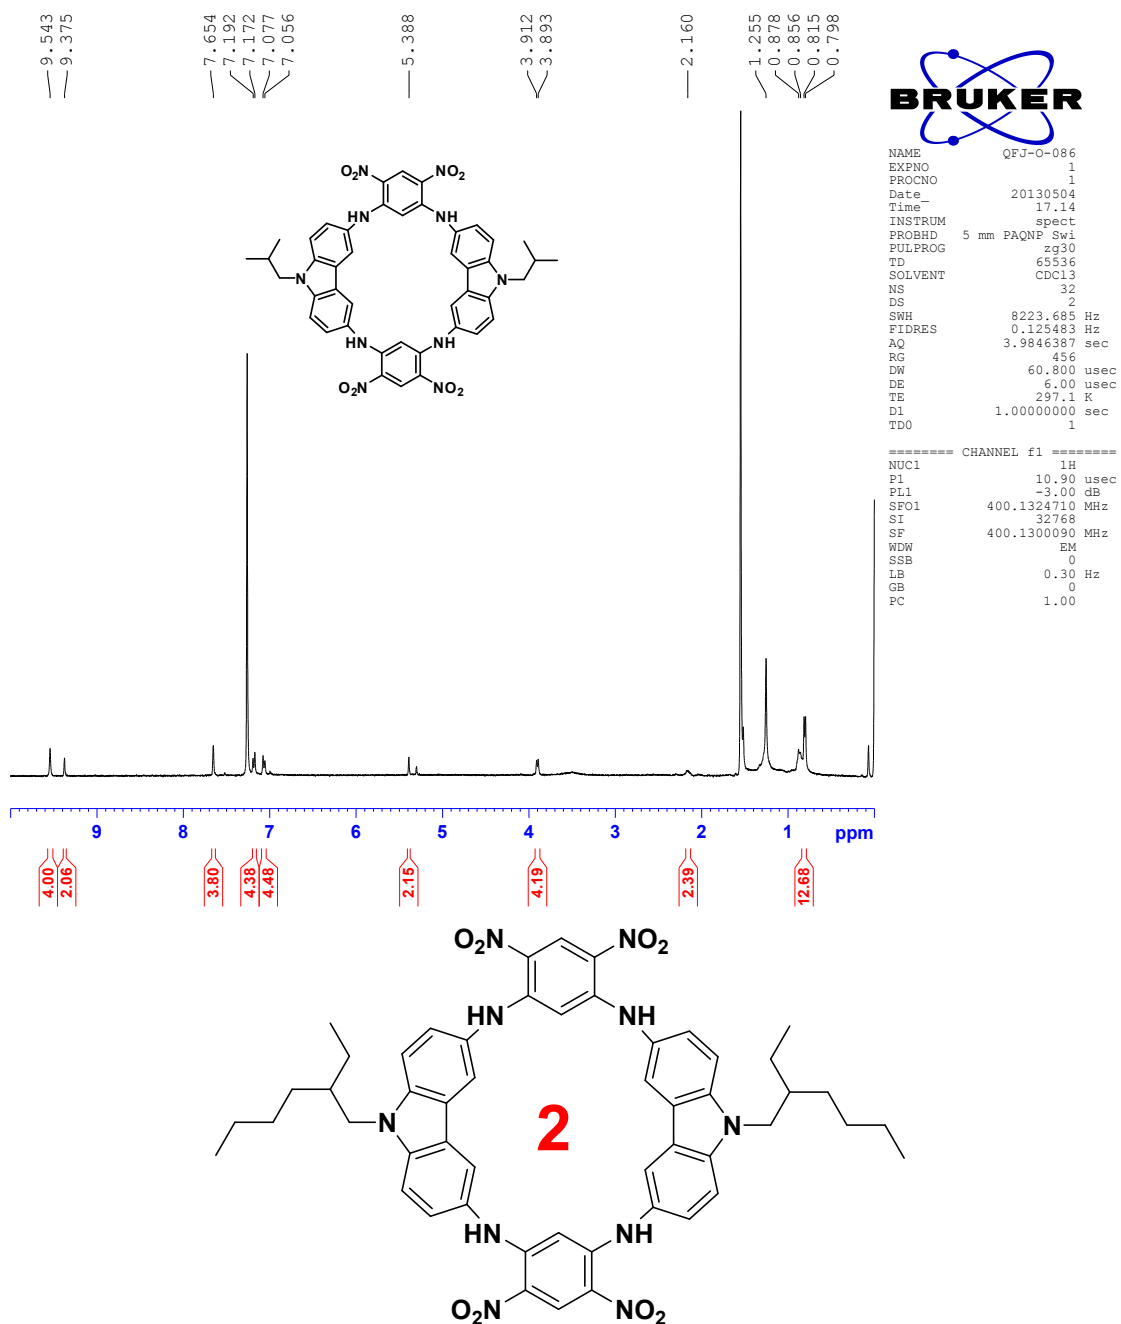 9.543
9.375
7.654
7.192
7.172
7.077
7.056
5.388
3.912
3.893
2.160
1.255
0.878
0.856
0.815
0.798
BRUKER
NAME QFJ-O-086
EXPNO 1
PROCNO 1
Date_ 20130504
Time 17.14
INSTRUM spect
PROBHD 5 mm PAQNP Swi
PULPROG zg30
TD 65536
SOLVENT CDCl3
NS 32
DS 2
SWH 8223.685 Hz
FIDRES 0.125483 Hz
AQ 3.9846387 sec
RG 456
DW 60.800 usec
DE 6.00 usec
TE 297.1 K
D1 1.00000000 sec
TD0 1
======== CHANNEL f1 ========
NUC1 1H
P1 10.90 usec
PL1 -3.00 dB
SFO1 400.1324710 MHz
SI 32768
SF 400.1300090 MHz
WDW EM
SSB 0
LB 0.30 Hz
GB 0
PC 1.00
O₂N NO₂
HN NH
N N
HN NH
O₂N NO₂
9 8 7 6 5 4 3 2 1 ppm
4.00
2.06
3.80
4.38
4.48
2.15
4.19
2.39
12.68
O₂N NO₂
HN NH
N 2 N
HN NH
O₂N NO₂